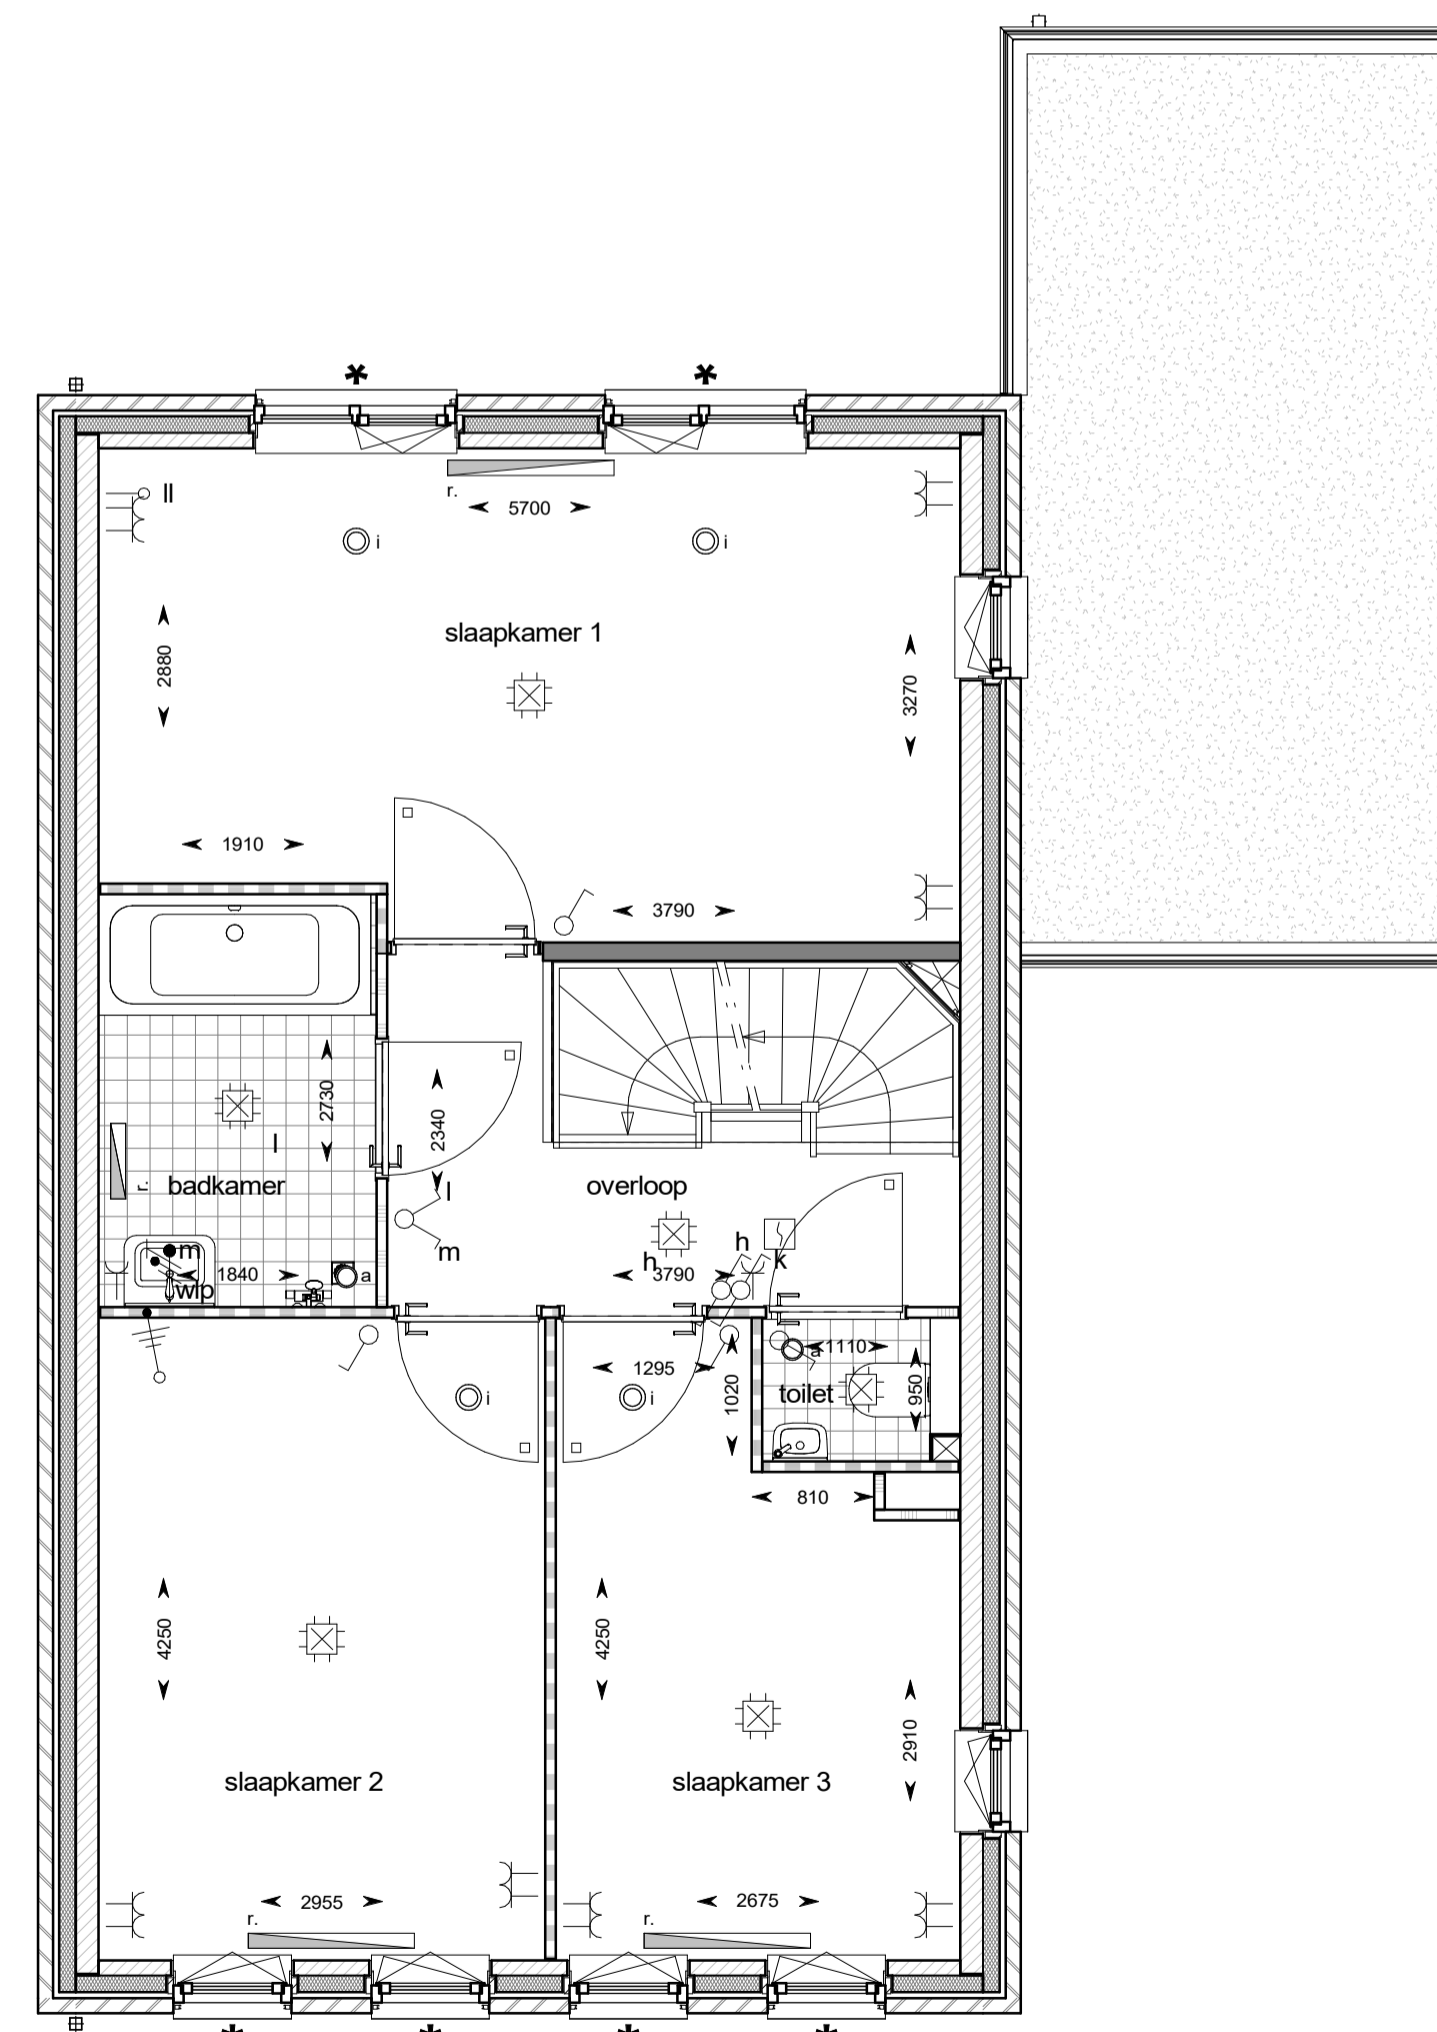 *
*
ll
r.
5700
i
i
slaapkamer 1
2880
3270
1910
3790
2730
2340
l
r.
badkamer
overloop
l
m
m
h
h
k
1840
a
wlp
3790
1295
1020
a
1110
toilet
950
i
i
810
4250
4250
2910
slaapkamer 2
slaapkamer 3
2955
2675
r.
r.
*
*
*
*